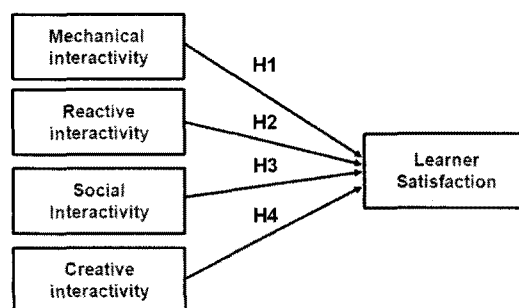 Mechanical
interactivity
H1
Reactive
interactivity
H2
Learner
Satisfaction
H3
Social
Interactivity
H4
Creative
interactivity